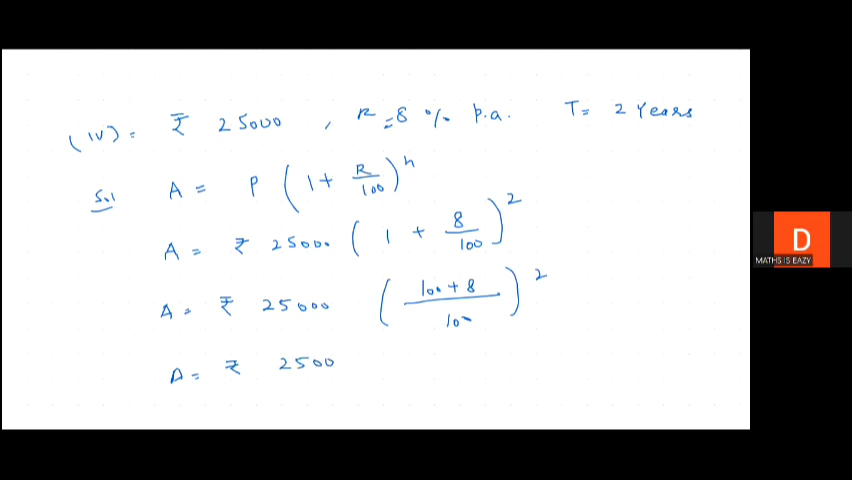 (iv) = ₹ 25000 , R = 8 % p.a. T = 2 Years
Sol A = P ( 1 + R/100 )^n
A = ₹ 25000 ( 1 + 8/100 )^2
A = ₹ 25000 ( 100 + 8 / 100 )^2
A = ₹ 2500
D
MATHS IS EAZY